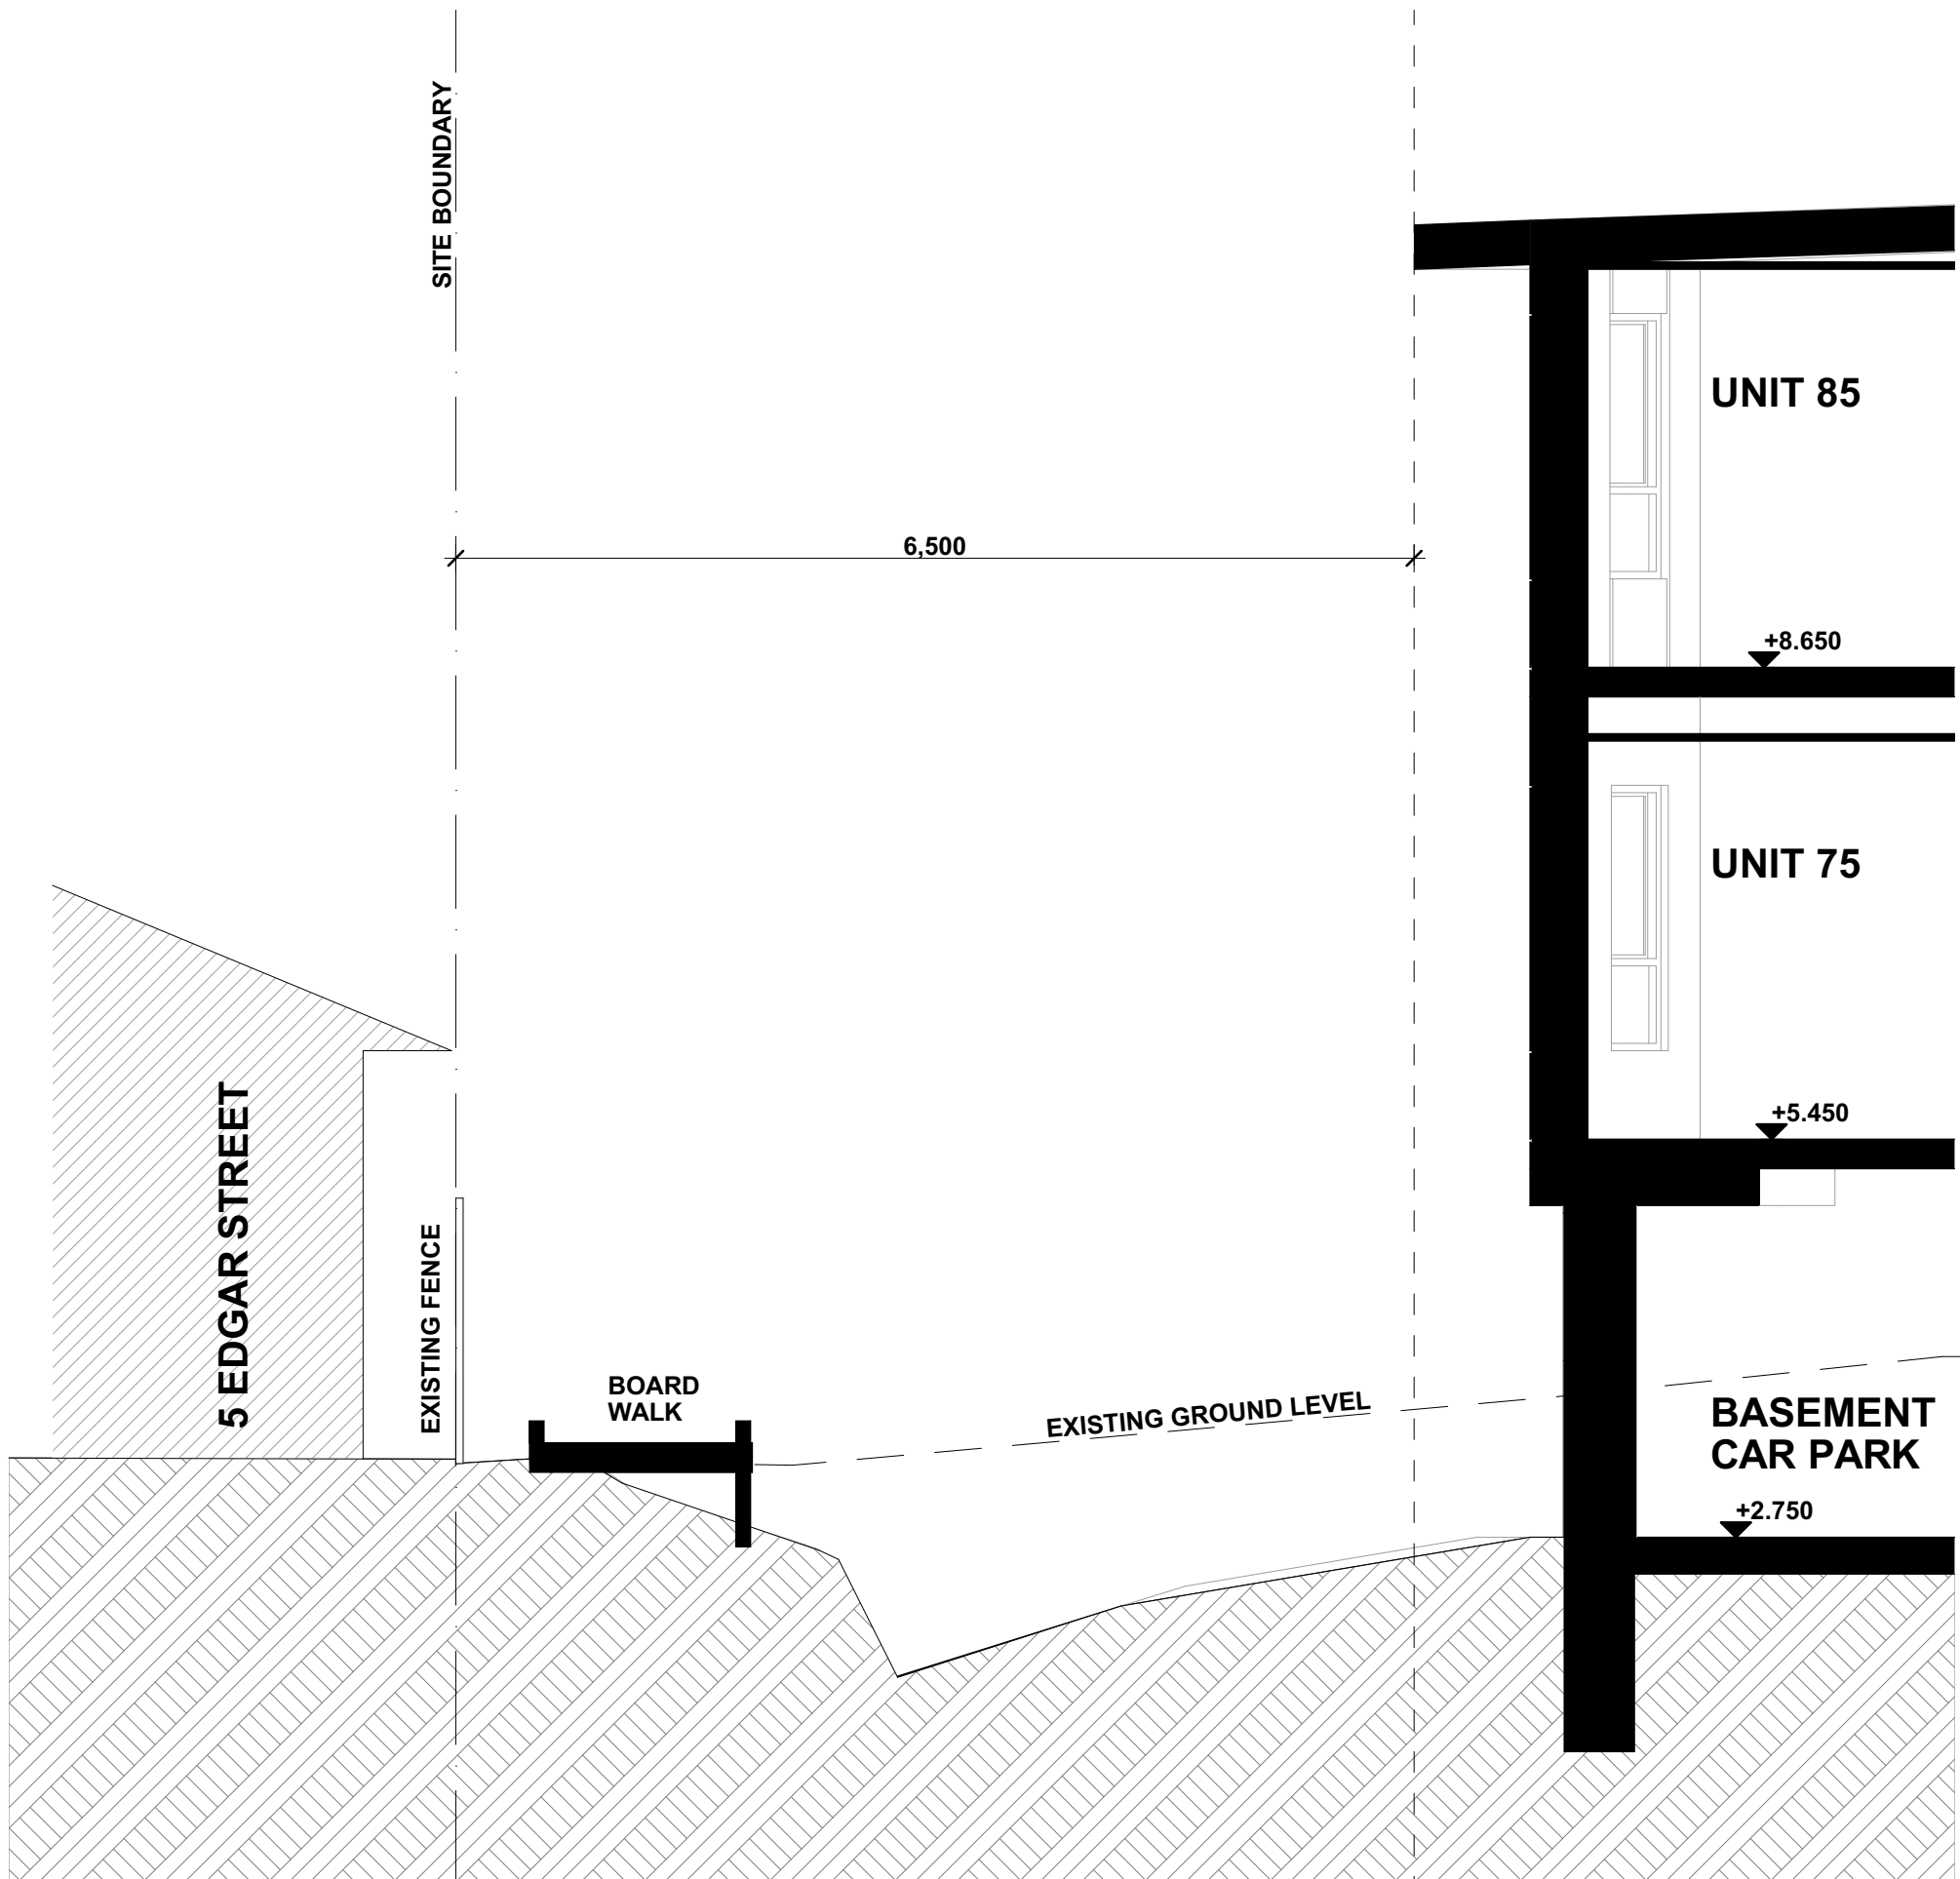 SITE BOUNDARY
UNIT 85
6,500
+8.650
UNIT 75
5 EDGAR STREET
+5.450
EXISTING FENCE
BOARD
WALK
EXISTING GROUND LEVEL
BASEMENT
CAR PARK
+2.750